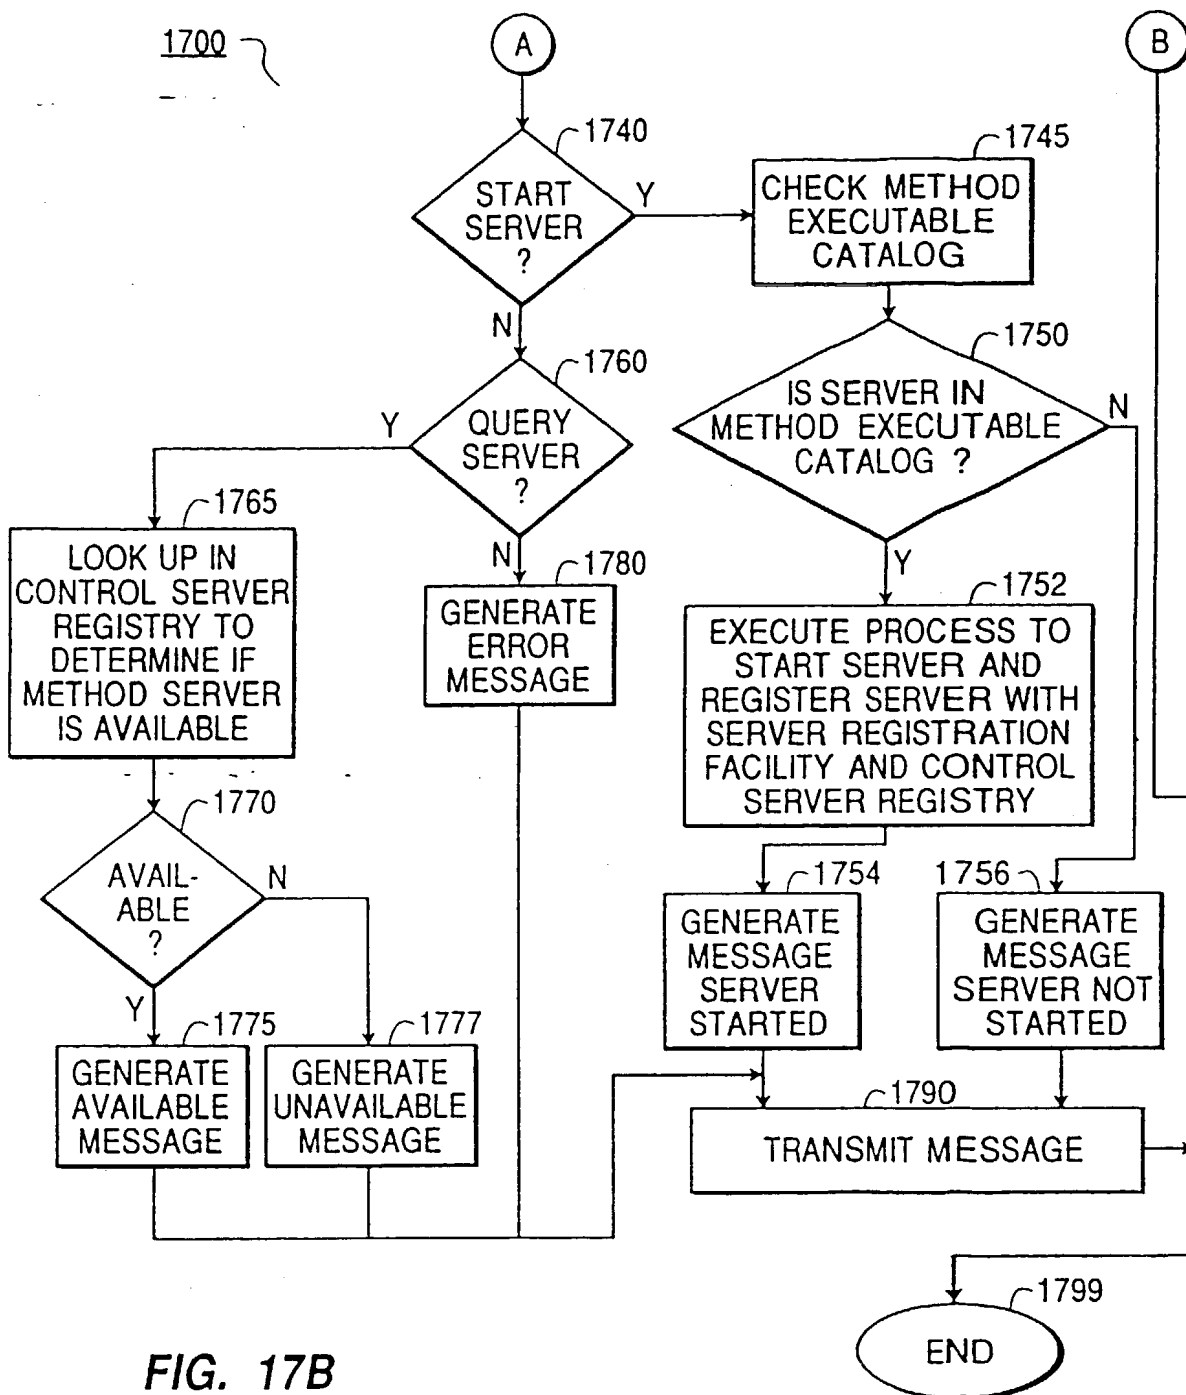 1700
A
B
1740
START
SERVER
?
Y
N
1745
CHECK METHOD
EXECUTABLE
CATALOG
1750
IS SERVER IN
METHOD EXECUTABLE
CATALOG ?
N
Y
1760
QUERY
SERVER
?
Y
N
1765
LOOK UP IN
CONTROL SERVER
REGISTRY TO
DETERMINE IF
METHOD SERVER
IS AVAILABLE
1780
GENERATE
ERROR
MESSAGE
1752
EXECUTE PROCESS TO
START SERVER AND
REGISTER SERVER WITH
SERVER REGISTRATION
FACILITY AND CONTROL
SERVER REGISTRY
1770
AVAIL-
ABLE
?
N
Y
1754
GENERATE
MESSAGE
SERVER
STARTED
1756
GENERATE
MESSAGE
SERVER NOT
STARTED
1775
GENERATE
AVAILABLE
MESSAGE
1777
GENERATE
UNAVAILABLE
MESSAGE
1790
TRANSMIT MESSAGE
1799
END
FIG. 17B